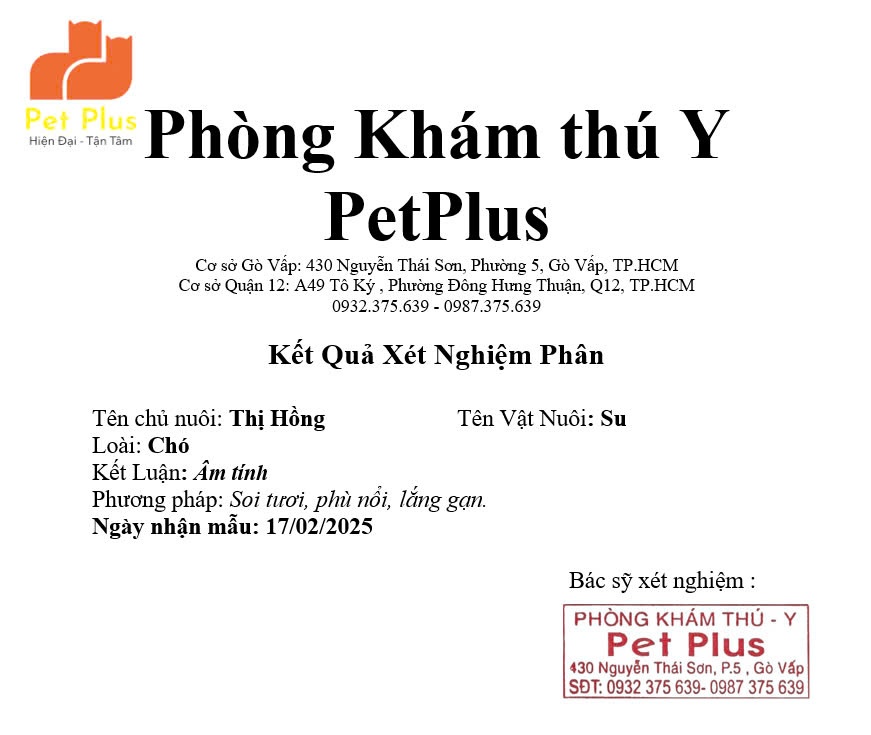 Pet Plus
Hiện Đại - Tận Tâm
Phòng Khám thú Y
PetPlus
Cơ sở Gò Vấp: 430 Nguyễn Thái Sơn, Phường 5, Gò Vấp, TP.HCM
Cơ sở Quận 12: A49 Tô Ký , Phường Đông Hưng Thuận, Q12, TP.HCM
0932.375.639 - 0987.375.639
Kết Quả Xét Nghiệm Phân
Tên chủ nuôi: Thị Hồng Tên Vật Nuôi: Su
Loài: Chó
Kết Luận: Âm tính
Phương pháp: Soi tươi, phù nổi, lắng gạn.
Ngày nhận mẫu: 17/02/2025
Bác sỹ xét nghiệm :
PHÒNG KHÁM THÚ - Y
Pet Plus
430 Nguyễn Thái Sơn, P.5 , Gò Vấp
SĐT: 0932 375 639- 0987 375 639